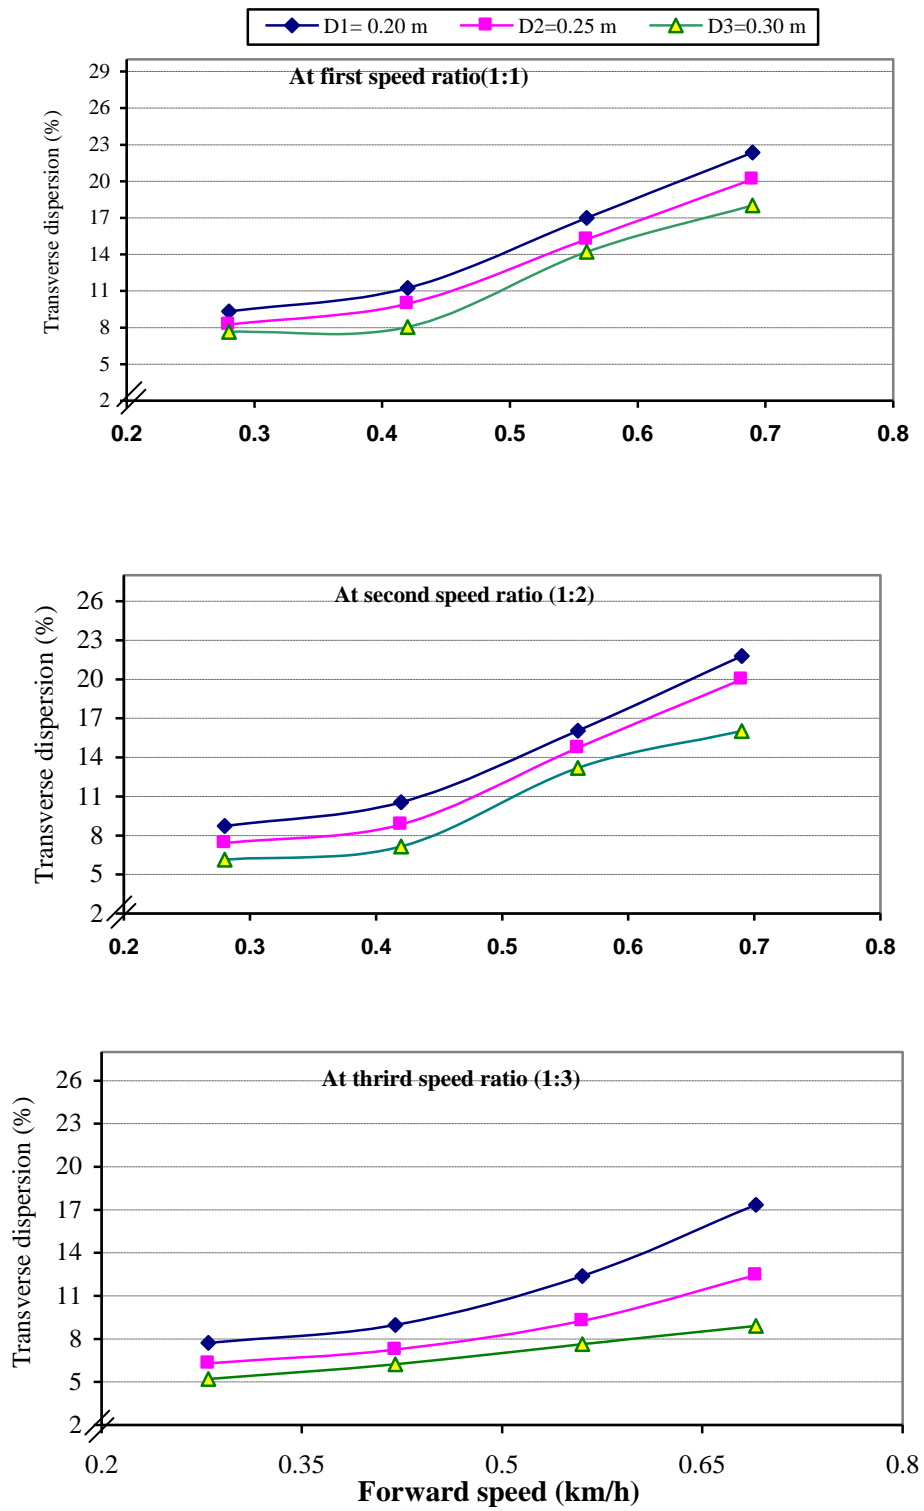 D1= 0.20 m D2=0.25 m D3=0.30 m
At first speed ratio(1:1)
Transverse dispersion (%)
29
26
23
20
17
14
11
8
5
2
0.2 0.3 0.4 0.5 0.6 0.7 0.8
At second speed ratio (1:2)
Transverse dispersion (%)
26
23
20
17
14
11
8
5
2
0.2 0.3 0.4 0.5 0.6 0.7 0.8
At thrird speed ratio (1:3)
Transverse dispersion (%)
26
23
20
17
14
11
8
5
2
0.2 0.35 0.5 0.65 0.8
Forward speed (km/h)